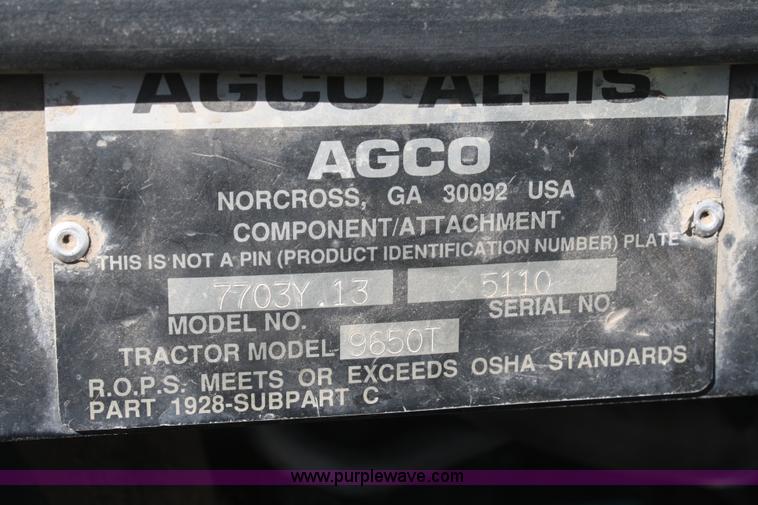 AGCO ALLIS
AGCO
NORCROSS, GA 30092 USA
COMPONENT/ATTACHMENT
THIS IS NOT A PIN (PRODUCT IDENTIFICATION NUMBER) PLATE
7703Y.13 5110
MODEL NO. SERIAL NO.
TRACTOR MODEL 9650T
R.O.P.S. MEETS OR EXCEEDS OSHA STANDARDS
PART 1928-SUBPART C
www.purplewave.com